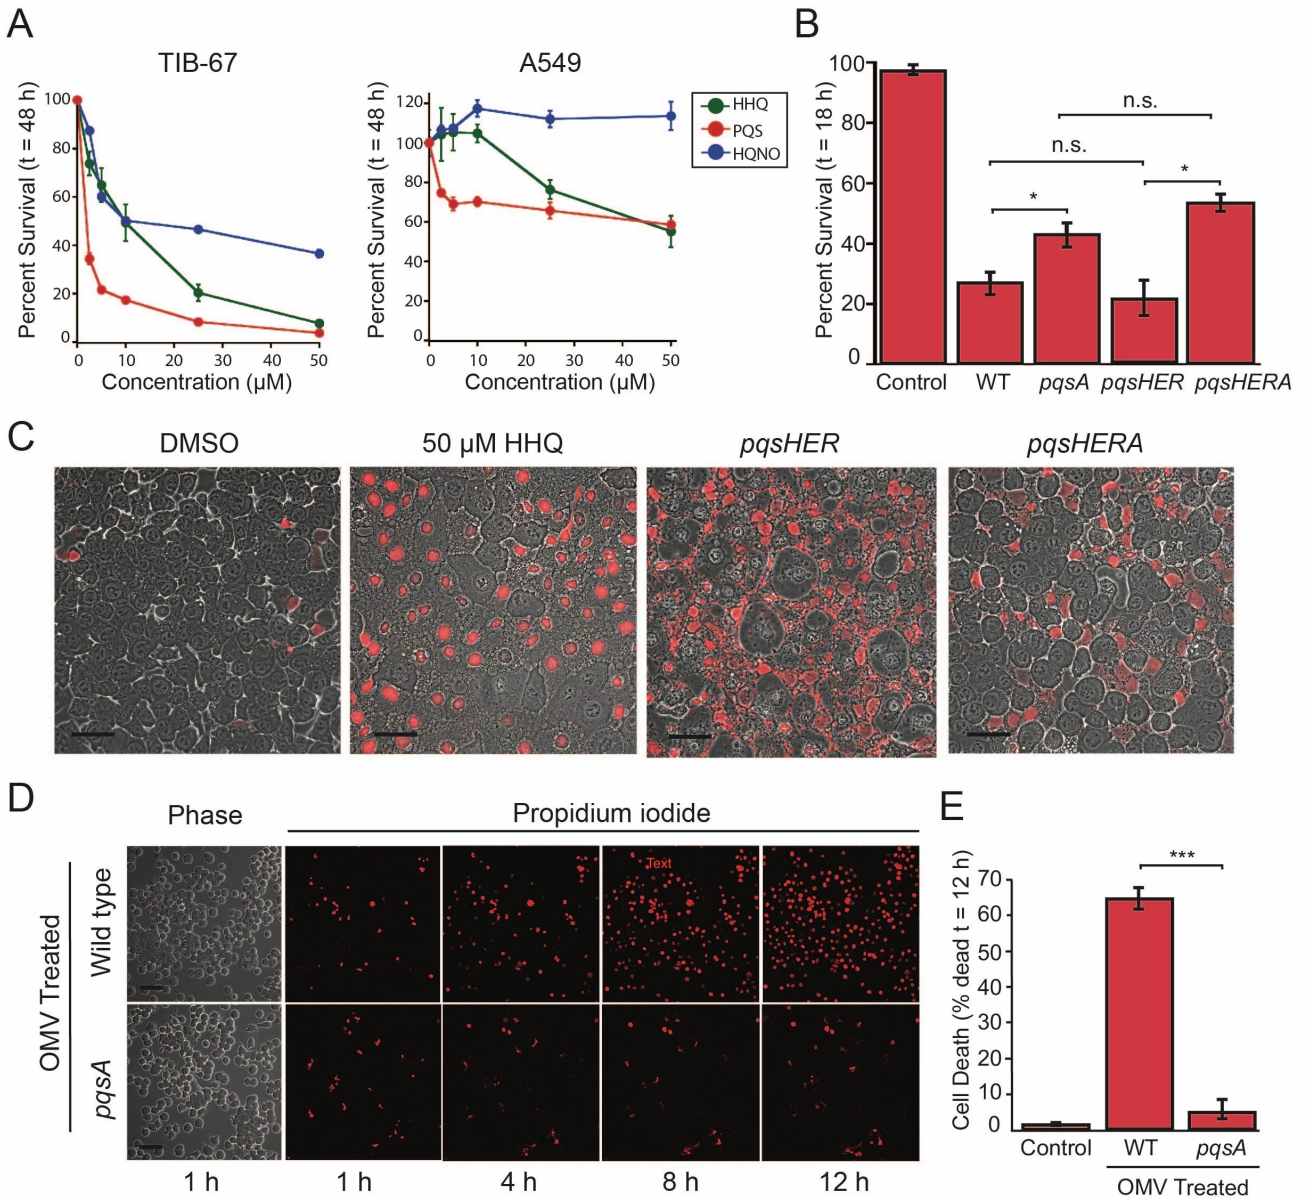 A
TIB-67
Percent Survival (t = 48 h)
100
80
60
40
20
0
0 10 20 30 40 50
Concentration (µM)
A549
Percent Survival (t = 48 h)
120
100
80
60
40
20
0
0 10 20 30 40 50
Concentration (µM)
HHQ
PQS
HQNO
B
Percent Survival (t = 18 h)
100
80
60
40
20
0
n.s.
n.s.
*
*
Control WT pqsA pqsHER pqsHERA
C
DMSO 50 µM HHQ pqsHER pqsHERA
D
Phase Propidium iodide
OMV Treated
Wild type
pqsA
Text
1 h 1 h 4 h 8 h 12 h
E
Cell Death (% dead t = 12 h)
70
60
50
40
30
20
10
0
***
Control WT pqsA
OMV Treated